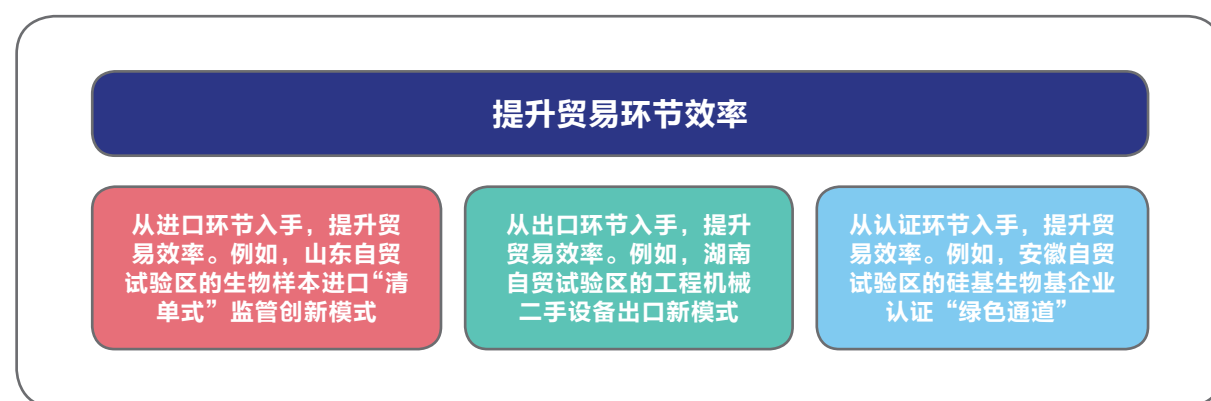 提升贸易环节效率
从进口环节入手，提升贸
易效率。例如，山东自贸
试验区的生物样本进口“清
单式”监管创新模式
从出口环节入手，提升
贸易效率。例如，湖南
自贸试验区的工程机械
二手设备出口新模式
从认证环节入手，提升贸
易效率。例如，安徽自贸
试验区的硅基生物基企业
认证“绿色通道”